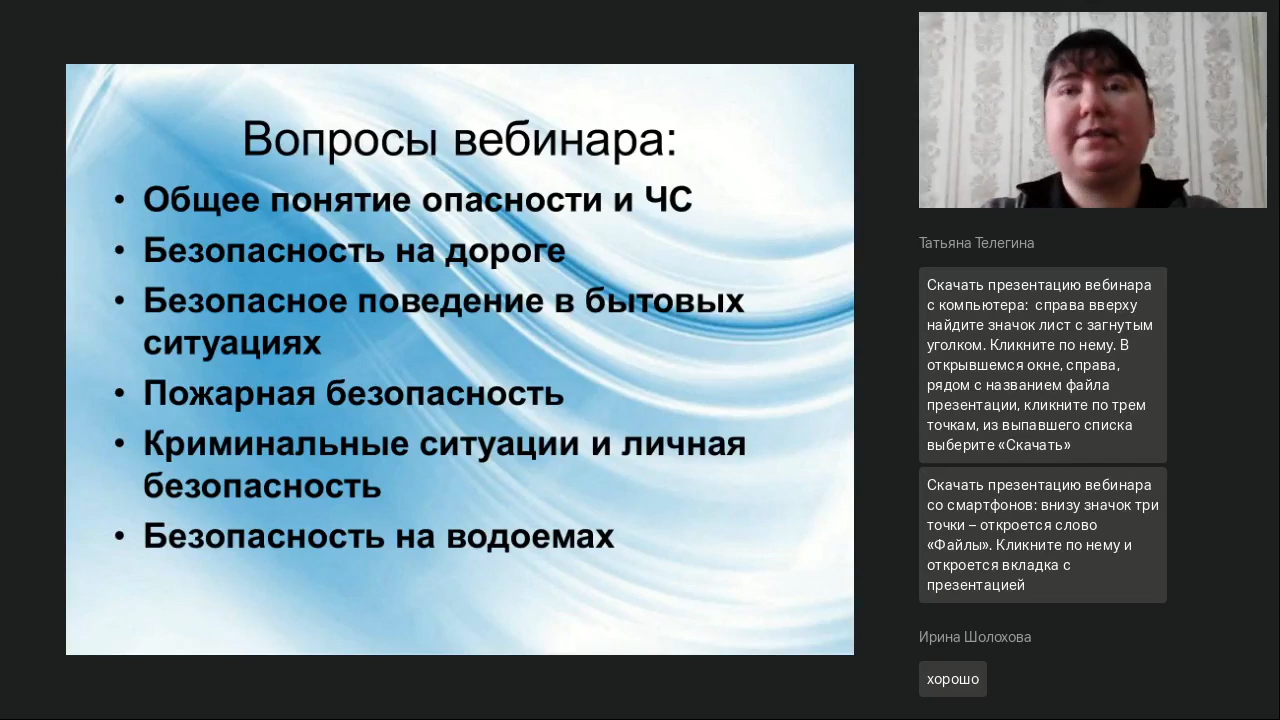 Вопросы вебинара:
• Общее понятие опасности и ЧС
• Безопасность на дороге
• Безопасное поведение в бытовых
ситуациях
• Пожарная безопасность
• Криминальные ситуации и личная
безопасность
• Безопасность на водоемах
Татьяна Телегина
Скачать презентацию вебинара
с компьютера: справа вверху
найдите значок лист с загнутым
уголком. Кликните по нему. В
открывшемся окне, справа,
рядом с названием файла
презентации, кликните по трем
точкам, из выпавшего списка
выберите «Скачать»
Скачать презентацию вебинара
со смартфонов: внизу значок три
точки – откроется слово
«Файлы». Кликните по нему и
откроется вкладка с
презентацией
Ирина Шолохова
хорошо